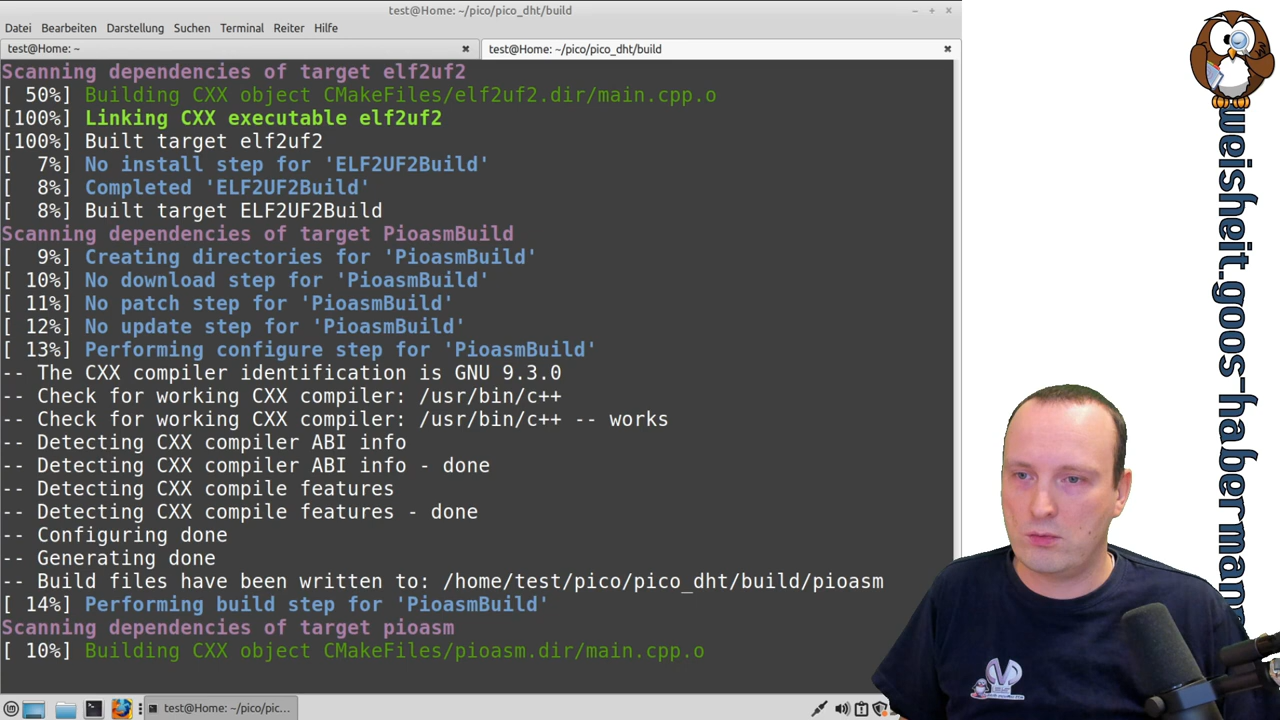 test@Home: ~/pico/pico_dht/build
Datei Bearbeiten Darstellung Suchen Terminal Reiter Hilfe
test@Home: ~
test@Home: ~/pico/pico_dht/build
Scanning dependencies of target elf2uf2
[ 50%] Building CXX object CMakeFiles/elf2uf2.dir/main.cpp.o
[100%] Linking CXX executable elf2uf2
[100%] Built target elf2uf2
[  7%] No install step for 'ELF2UF2Build'
[  8%] Completed 'ELF2UF2Build'
[  8%] Built target ELF2UF2Build
Scanning dependencies of target PioasmBuild
[  9%] Creating directories for 'PioasmBuild'
[ 10%] No download step for 'PioasmBuild'
[ 11%] No patch step for 'PioasmBuild'
[ 12%] No update step for 'PioasmBuild'
[ 13%] Performing configure step for 'PioasmBuild'
-- The CXX compiler identification is GNU 9.3.0
-- Check for working CXX compiler: /usr/bin/c++
-- Check for working CXX compiler: /usr/bin/c++ -- works
-- Detecting CXX compiler ABI info
-- Detecting CXX compiler ABI info - done
-- Detecting CXX compile features
-- Detecting CXX compile features - done
-- Configuring done
-- Generating done
-- Build files have been written to: /home/test/pico/pico_dht/build/pioasm
[ 14%] Performing build step for 'PioasmBuild'
Scanning dependencies of target pioasm
[ 10%] Building CXX object CMakeFiles/pioasm.dir/main.cpp.o
test@Home: ~/pico/pic...
weisheit.goos-habermann